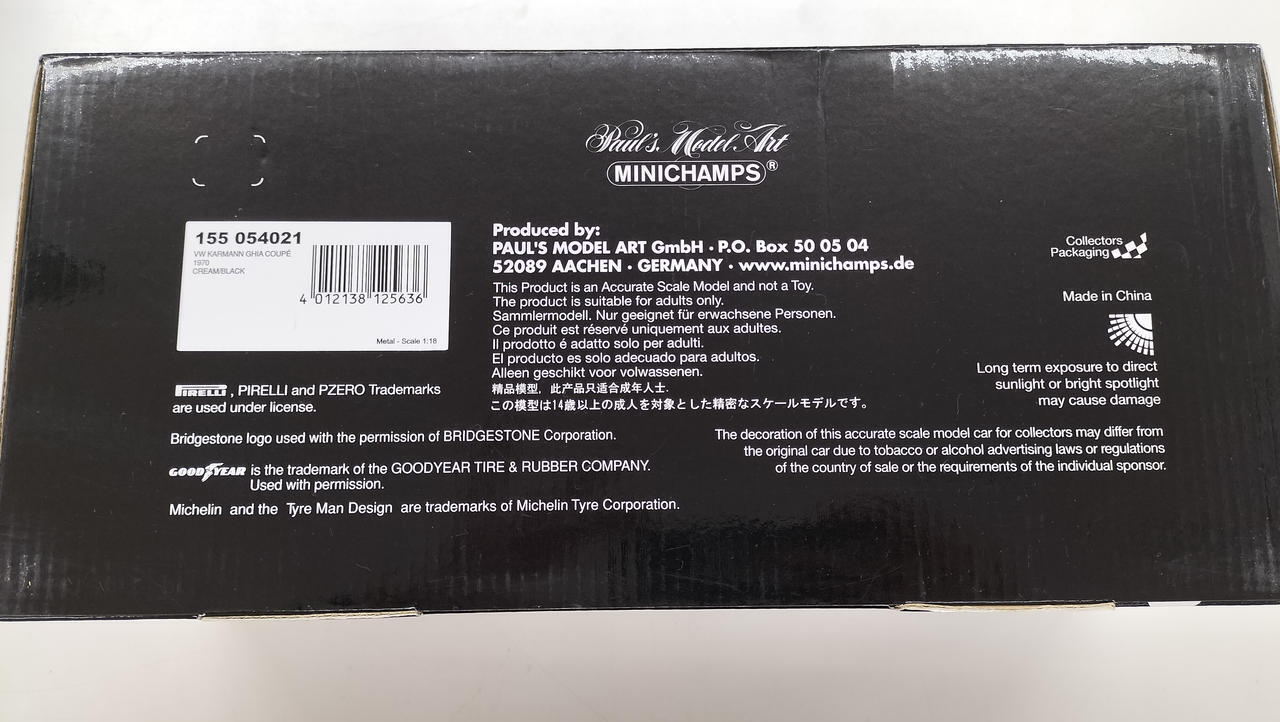 Paul's Model Art
MINICHAMPS®
155 054021
VW KARMANN GHIA COUPÉ
1970
CREAM/BLACK
4 012138 125636
Metal - Scale 1:18
Produced by:
PAUL'S MODEL ART GmbH · P.O. Box 50 05 04
52089 AACHEN · GERMANY · www.minichamps.de
This Product is an Accurate Scale Model and not a Toy.
The product is suitable for adults only.
Sammlermodell. Nur geeignet für erwachsene Personen.
Ce produit est réservé uniquement aux adultes.
Il prodotto é adatto solo per adulti.
El producto es solo adecuado para adultos.
Alleen geschikt voor volwassenen.
精品模型，此产品只适合成年人士.
この模型は14歳以上の成人を対象とした精密なスケールモデルです。
Collectors
Packaging
Made in China
Long term exposure to direct
sunlight or bright spotlight
may cause damage
PIRELLI , PIRELLI and PZERO Trademarks
are used under license.
Bridgestone logo used with the permission of BRIDGESTONE Corporation.
GOODYEAR is the trademark of the GOODYEAR TIRE & RUBBER COMPANY.
Used with permission.
Michelin and the Tyre Man Design are trademarks of Michelin Tyre Corporation.
The decoration of this accurate scale model car for collectors may differ from
the original car due to tobacco or alcohol advertising laws or regulations
of the country of sale or the requirements of the individual sponsor.